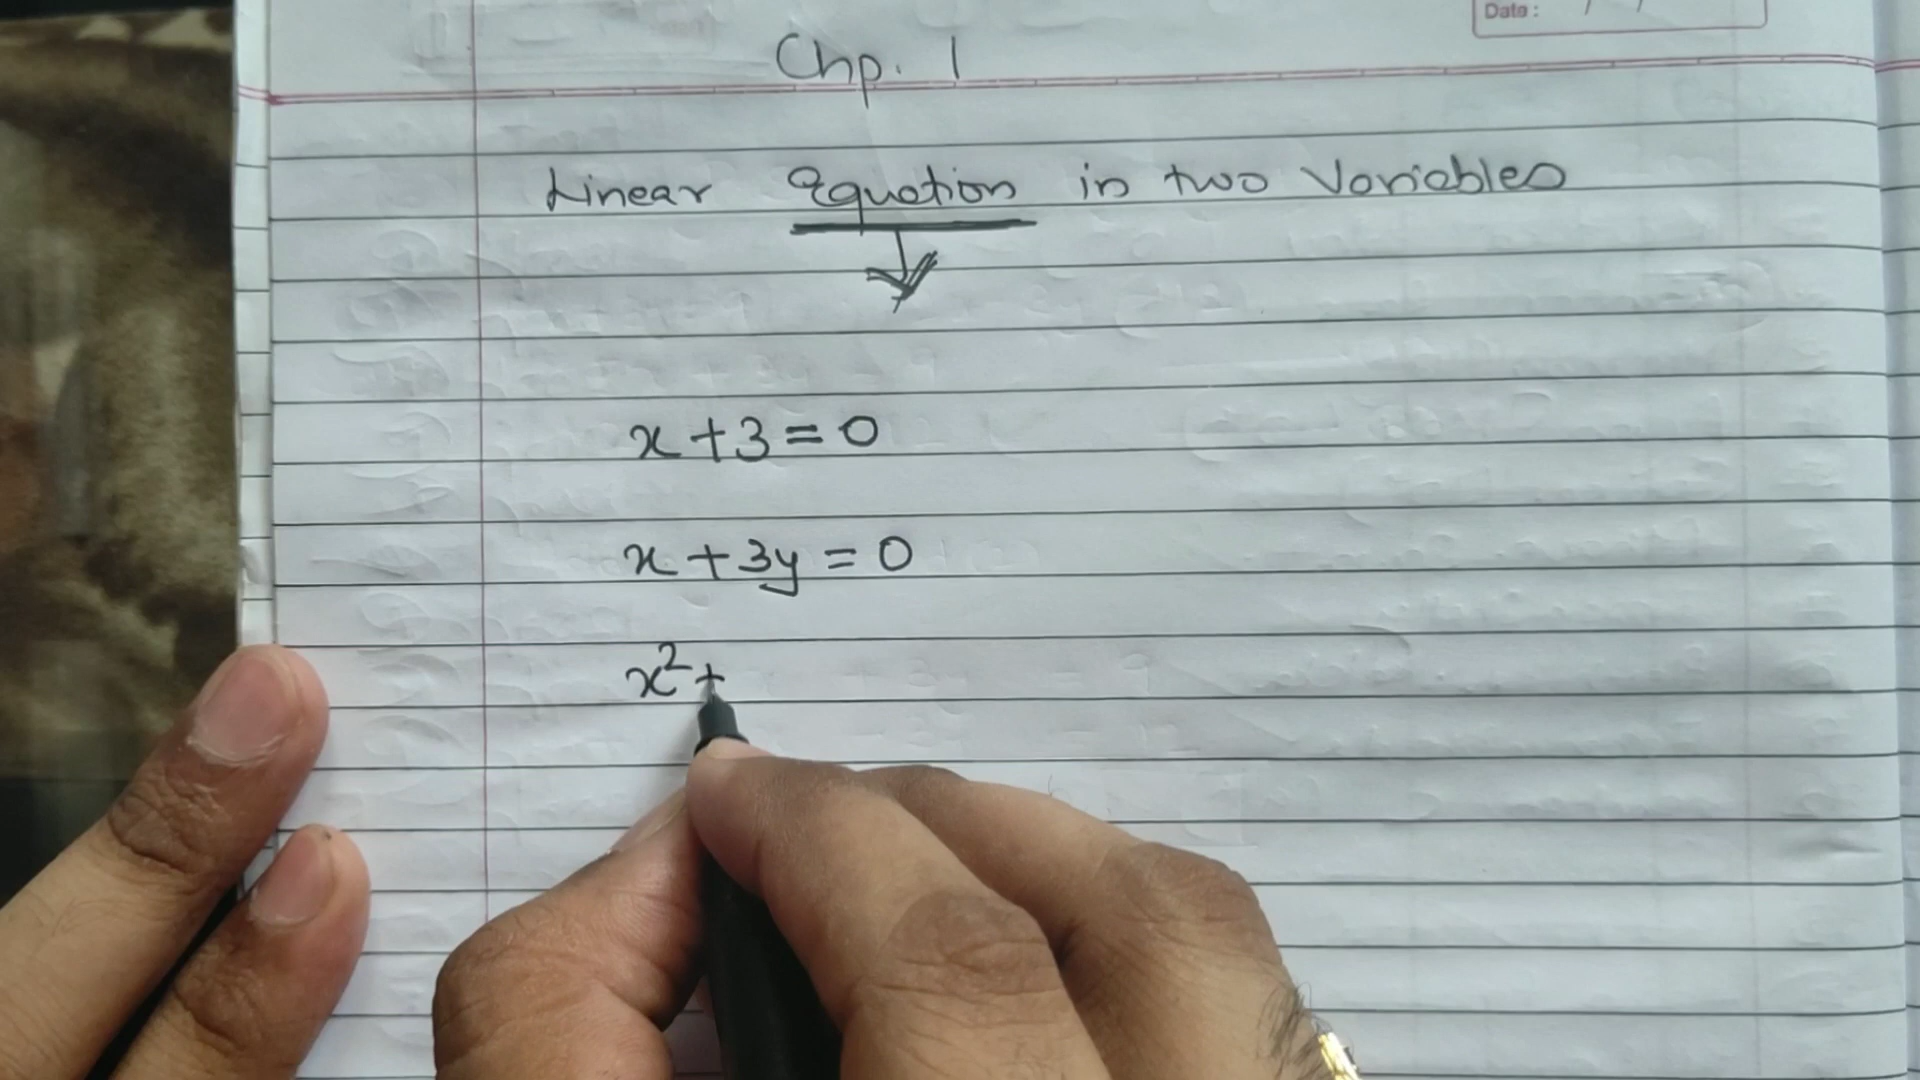 Date : / /
Chp. 1
Linear Equation in two Variables
x + 3 = 0
x + 3y = 0
x² +